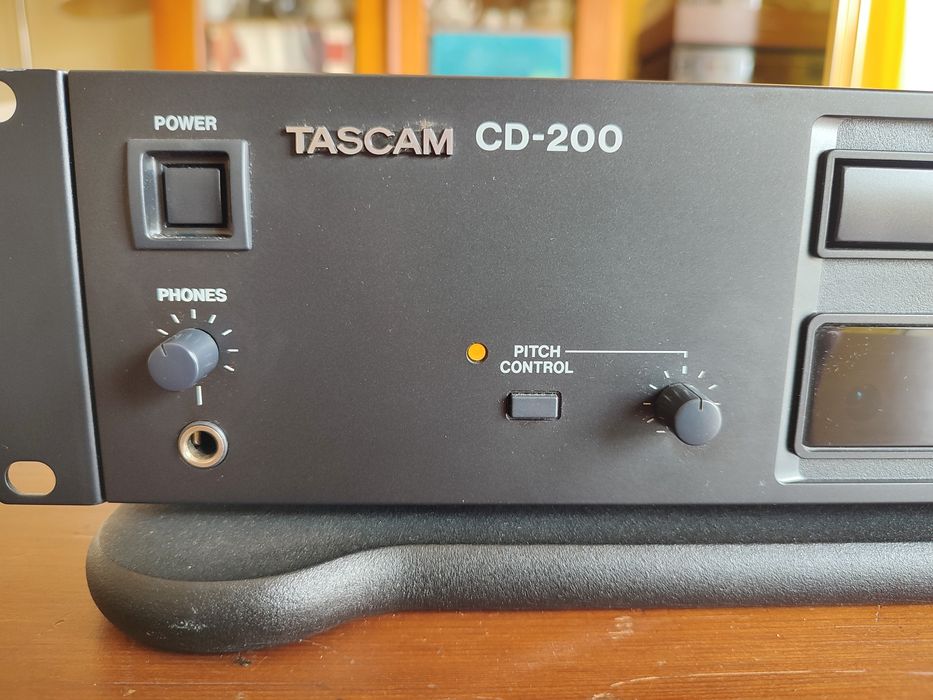 POWER
TASCAM CD-200
PHONES
PITCH
CONTROL